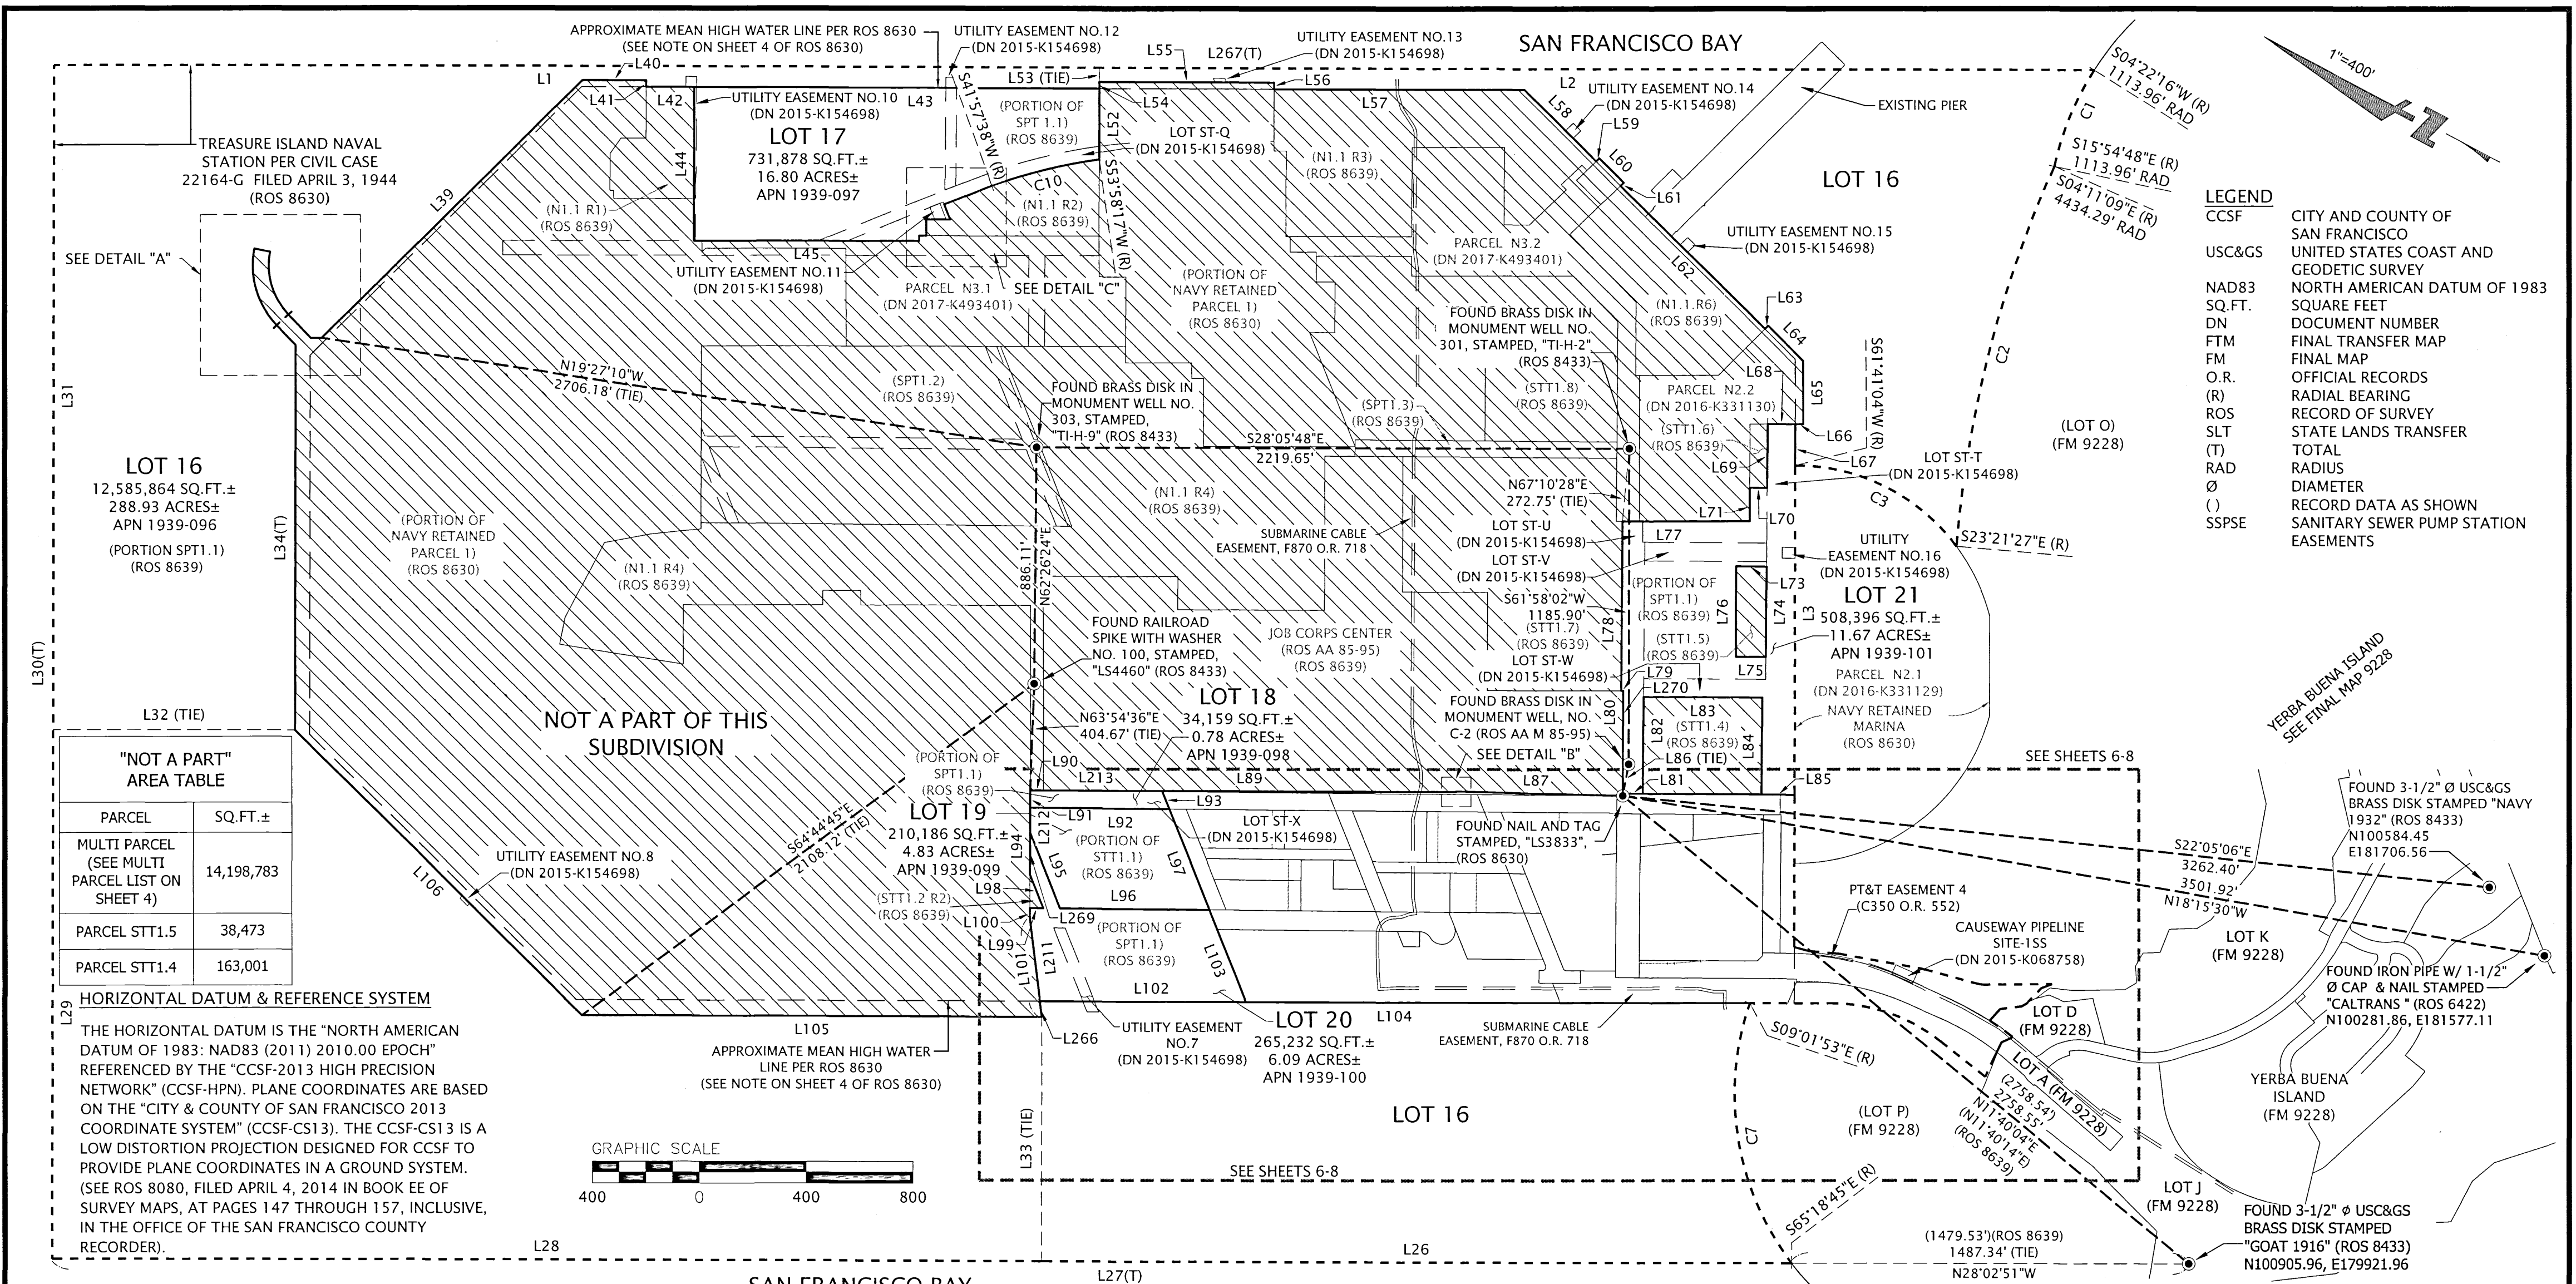 APPROXIMATE MEAN HIGH WATER LINE PER ROS 8630
(SEE NOTE ON SHEET 4 OF ROS 8630)
UTILITY EASEMENT NO.12
(DN 2015-K154698)
L55
L267(T)
UTILITY EASEMENT NO.13
(DN 2015-K154698)
SAN FRANCISCO BAY
L1
L40
L53 (TIE)
L56
L2
S04°22'16"W (R)
1113.96' RAD
1"=400'
L41
L42
UTILITY EASEMENT NO.10
(DN 2015-K154698)
L43
S41°57'38"W (R)
(PORTION OF
SPT 1.1)
(ROS 8639)
L54
L57
L58
UTILITY EASEMENT NO.14
(DN 2015-K154698)
EXISTING PIER
C1
LOT 17
731,878 SQ.FT.±
16.80 ACRES±
APN 1939-097
L52
LOT ST-Q
(DN 2015-K154698)
L59
TREASURE ISLAND NAVAL
STATION PER CIVIL CASE
22164-G FILED APRIL 3, 1944
(ROS 8630)
L44
(N1.1 R3)
(ROS 8639)
L60
L61
LOT 16
S15°54'48"E (R)
1113.96' RAD
S04°11'09"E (R)
4434.29' RAD
L39
(N1.1 R1)
(ROS 8639)
C10
(N1.1 R2)
(ROS 8639)
S53°58'17"W (R)
UTILITY EASEMENT NO.15
(DN 2015-K154698)
LEGEND
CCSF CITY AND COUNTY OF
SAN FRANCISCO
USC&GS UNITED STATES COAST AND
GEODETIC SURVEY
NAD83 NORTH AMERICAN DATUM OF 1983
SQ.FT. SQUARE FEET
DN DOCUMENT NUMBER
FTM FINAL TRANSFER MAP
FM FINAL MAP
O.R. OFFICIAL RECORDS
(R) RADIAL BEARING
ROS RECORD OF SURVEY
SLT STATE LANDS TRANSFER
(T) TOTAL
RAD RADIUS
Ø DIAMETER
( ) RECORD DATA AS SHOWN
SSPSE SANITARY SEWER PUMP STATION
EASEMENTS
SEE DETAIL "A"
L45
UTILITY EASEMENT NO.11
(DN 2015-K154698)
PARCEL N3.1
(DN 2017-K493401)
SEE DETAIL "C"
(PORTION OF
NAVY RETAINED
PARCEL 1)
(ROS 8630)
PARCEL N3.2
(DN 2017-K493401)
L62
FOUND BRASS DISK IN
MONUMENT WELL NO.
301, STAMPED, "TI-H-2"
(ROS 8433)
(N1.1.R6)
(ROS 8639)
L63
L64
L31
N19°27'10"W
2706.18' (TIE)
(SPT1.2)
(ROS 8639)
FOUND BRASS DISK IN
MONUMENT WELL NO.
303, STAMPED,
"TI-H-9" (ROS 8433)
(SPT1.3)
(ROS 8639)
(STT1.8)
(ROS 8639)
L68
PARCEL N2.2
(DN 2016-K331130)
(STT1.6)
(ROS 8639)
L65
S61°41'04"W (R)
C2
S28°05'48"E
2219.65'
L66
L67
L69
(LOT O)
(FM 9228)
LOT ST-T
(DN 2015-K154698)
LOT 16
12,585,864 SQ.FT.±
288.93 ACRES±
APN 1939-096
(PORTION SPT1.1)
(ROS 8639)
L34(T)
(PORTION OF
NAVY RETAINED
PARCEL 1)
(ROS 8630)
(N1.1 R4)
(ROS 8639)
(N1.1 R4)
(ROS 8639)
886.11'
N62°26'24"E
SUBMARINE CABLE
EASEMENT, F870 O.R. 718
N67°10'28"E
272.75' (TIE)
L71
L70
C3
LOT ST-U
(DN 2015-K154698)
L77
LOT ST-V
(DN 2015-K154698)
UTILITY
EASEMENT NO.16
(DN 2015-K154698)
S23°21'27"E (R)
S61°58'02"W
1185.90'
(STT1.7)
(ROS 8639)
L78
(PORTION OF
SPT1.1)
(ROS 8639)
L73
L76
L74
L3
LOT 21
508,396 SQ.FT.±
11.67 ACRES±
APN 1939-101
PARCEL N2.1
(DN 2016-K331129)
NAVY RETAINED
MARINA
(ROS 8630)
(STT1.5)
(ROS 8639)
L75
L30(T)
FOUND RAILROAD
SPIKE WITH WASHER
NO. 100, STAMPED,
"LS4460" (ROS 8433)
JOB CORPS CENTER
(ROS AA 85-95)
(ROS 8639)
LOT ST-W
(DN 2015-K154698)
L79
L270
YERBA BUENA ISLAND
SEE FINAL MAP 9228
L32 (TIE)
NOT A PART OF THIS
SUBDIVISION
LOT 18
34,159 SQ.FT.±
0.78 ACRES±
APN 1939-098
N63°54'36"E
404.67' (TIE)
FOUND BRASS DISK IN
MONUMENT WELL, NO.
C-2 (ROS AA M 85-95)
SEE DETAIL "B"
L80
L82
L83
(STT1.4)
(ROS 8639)
L84
L86 (TIE)
SEE SHEETS 6-8
"NOT A PART"
AREA TABLE
PARCEL SQ.FT.±
MULTI PARCEL
(SEE MULTI
PARCEL LIST ON
SHEET 4)
14,198,783
PARCEL STT1.5 38,473
PARCEL STT1.4 163,001
(PORTION OF
SPT1.1)
(ROS 8639)
L90
L213
L89
L87
L81
L85
LOT 19
210,186 SQ.FT.±
4.83 ACRES±
APN 1939-099
L91
L212
L92
L93
(PORTION OF
STT1.1)
(ROS 8639)
LOT ST-X
(DN 2015-K154698)
FOUND NAIL AND TAG
STAMPED, "LS3833",
(ROS 8630)
FOUND 3-1/2" Ø USC&GS
BRASS DISK STAMPED "NAVY
1932" (ROS 8433)
N100584.45
E181706.56
S64°44'45"E
2108.12' (TIE)
UTILITY EASEMENT NO.8
(DN 2015-K154698)
L94
L95
L97
L96
S22°05'06"E
3262.40'
3501.92'
N18°15'30"W
L106
(STT1.2 R2)
(ROS 8639)
L98
L100
L99
L269
(PORTION OF
SPT1.1)
(ROS 8639)
PT&T EASEMENT 4
(C350 O.R. 552)
CAUSEWAY PIPELINE
SITE-1SS
(DN 2015-K068758)
LOT K
(FM 9228)
L101
L211
L103
L102
FOUND IRON PIPE W/ 1-1/2"
Ø CAP & NAIL STAMPED
"CALTRANS " (ROS 6422)
N100281.86, E181577.11
L29
HORIZONTAL DATUM & REFERENCE SYSTEM
THE HORIZONTAL DATUM IS THE "NORTH AMERICAN
DATUM OF 1983: NAD83 (2011) 2010.00 EPOCH"
REFERENCED BY THE "CCSF-2013 HIGH PRECISION
NETWORK" (CCSF-HPN). PLANE COORDINATES ARE BASED
ON THE "CITY & COUNTY OF SAN FRANCISCO 2013
COORDINATE SYSTEM" (CCSF-CS13). THE CCSF-CS13 IS A
LOW DISTORTION PROJECTION DESIGNED FOR CCSF TO
PROVIDE PLANE COORDINATES IN A GROUND SYSTEM.
(SEE ROS 8080, FILED APRIL 4, 2014 IN BOOK EE OF
SURVEY MAPS, AT PAGES 147 THROUGH 157, INCLUSIVE,
IN THE OFFICE OF THE SAN FRANCISCO COUNTY
RECORDER).
L105
L266
APPROXIMATE MEAN HIGH WATER
LINE PER ROS 8630
(SEE NOTE ON SHEET 4 OF ROS 8630)
UTILITY EASEMENT
NO.7
(DN 2015-K154698)
LOT 20
265,232 SQ.FT.±
6.09 ACRES±
APN 1939-100
L104
SUBMARINE CABLE
EASEMENT, F870 O.R. 718
S09°01'53"E (R)
LOT D
(FM 9228)
LOT A (FM 9228)
(2758.54')
2758.55'
N11°40'04"E
(N11°40'14"E)
(ROS 8639)
YERBA BUENA
ISLAND
(FM 9228)
LOT 16
(LOT P)
(FM 9228)
C7
L33 (TIE)
GRAPHIC SCALE
400 0 400 800
SEE SHEETS 6-8
S65°18'45"E (R)
LOT J
(FM 9228)
FOUND 3-1/2" ø USC&GS
BRASS DISK STAMPED
"GOAT 1916" (ROS 8433)
N100905.96, E179921.96
(1479.53')(ROS 8639)
1487.34' (TIE)
N28°02'51"W
L28
L26
L27(T)
SAN FRANCISCO BAY